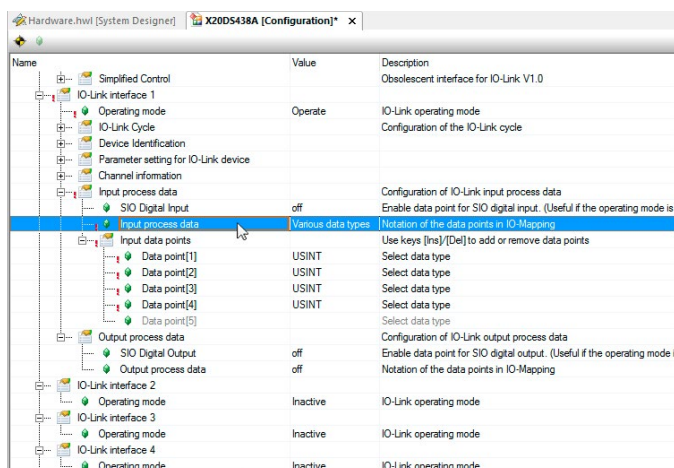 Hardware.hwl [System Designer] X20DS438A [Configuration]* ×
Name Value Description
Simplified Control Obsolescent interface for IO-Link V1.0
IO-Link interface 1
Operating mode Operate IO-Link operating mode
IO-Link Cycle Configuration of the IO-Link cycle
Device Identification
Parameter setting for IO-Link device
Channel information
Input process data Configuration of IO-Link input process data
SIO Digital Input off Enable data point for SIO digital input. (Useful if the operating mode is
Input process data Various data types Notation of the data points in IO-Mapping
Input data points Use keys [Ins]/[Del] to add or remove data points
Data point[1] USINT Select data type
Data point[2] USINT Select data type
Data point[3] USINT Select data type
Data point[4] USINT Select data type
Data point[5] Select data type
Output process data Configuration of IO-Link output process data
SIO Digital Output off Enable data point for SIO digital output. (Useful if the operating mode i
Output process data off Notation of the data points in IO-Mapping
IO-Link interface 2
Operating mode Inactive IO-Link operating mode
IO-Link interface 3
Operating mode Inactive IO-Link operating mode
IO-Link interface 4
Operating mode Inactive IO-Link operating mode